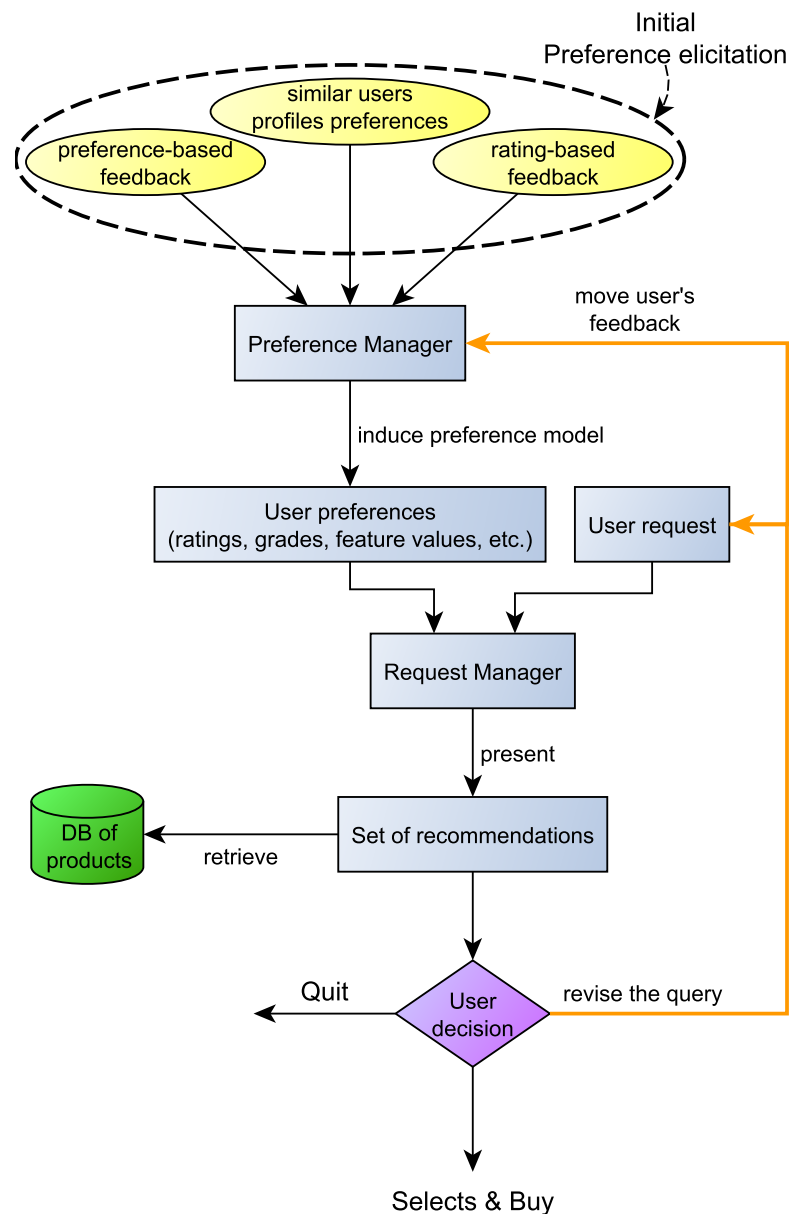 Initial
Preference elicitation
similar users
profiles preferences
preference-based
feedback
rating-based
feedback
move user's
feedback
Preference Manager
induce preference model
User preferences
(ratings, grades, feature values, etc.)
User request
Request Manager
present
DB of
products
retrieve
Set of recommendations
Quit
User
decision
revise the query
Selects & Buy